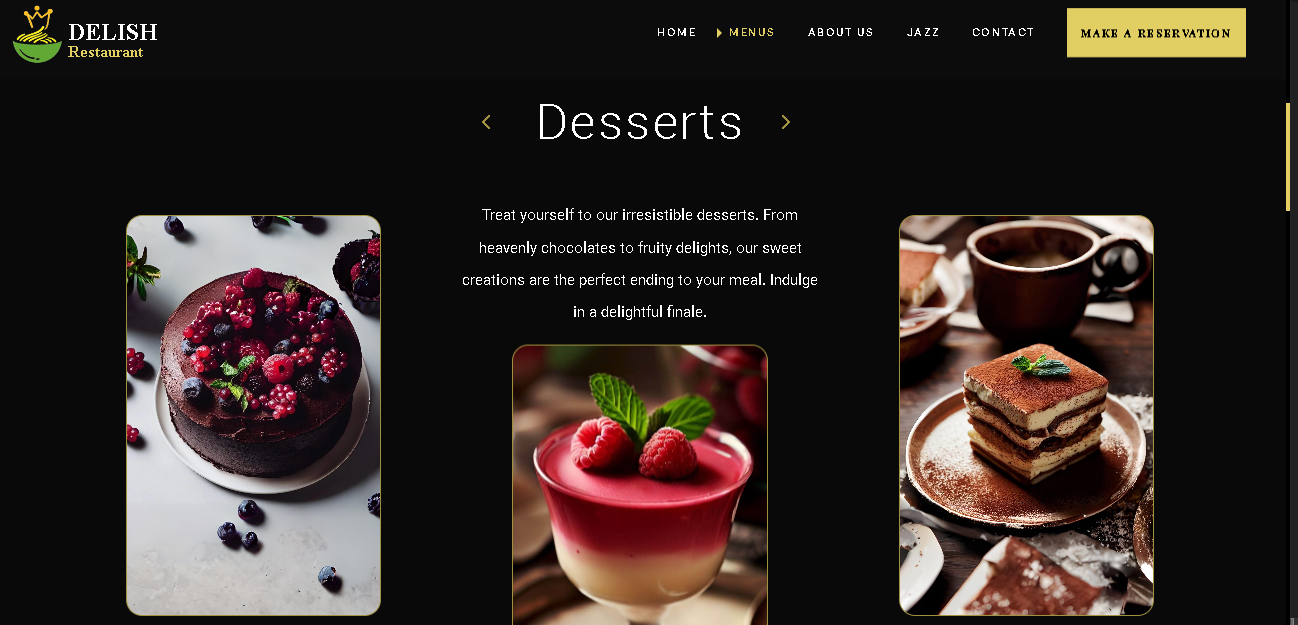 DELISH
Restaurant
HOME
MENUS
ABOUT US
JAZZ
CONTACT
MAKE A RESERVATION
Desserts
Treat yourself to our irresistible desserts. From
heavenly chocolates to fruity delights, our sweet
creations are the perfect ending to your meal. Indulge
in a delightful finale.